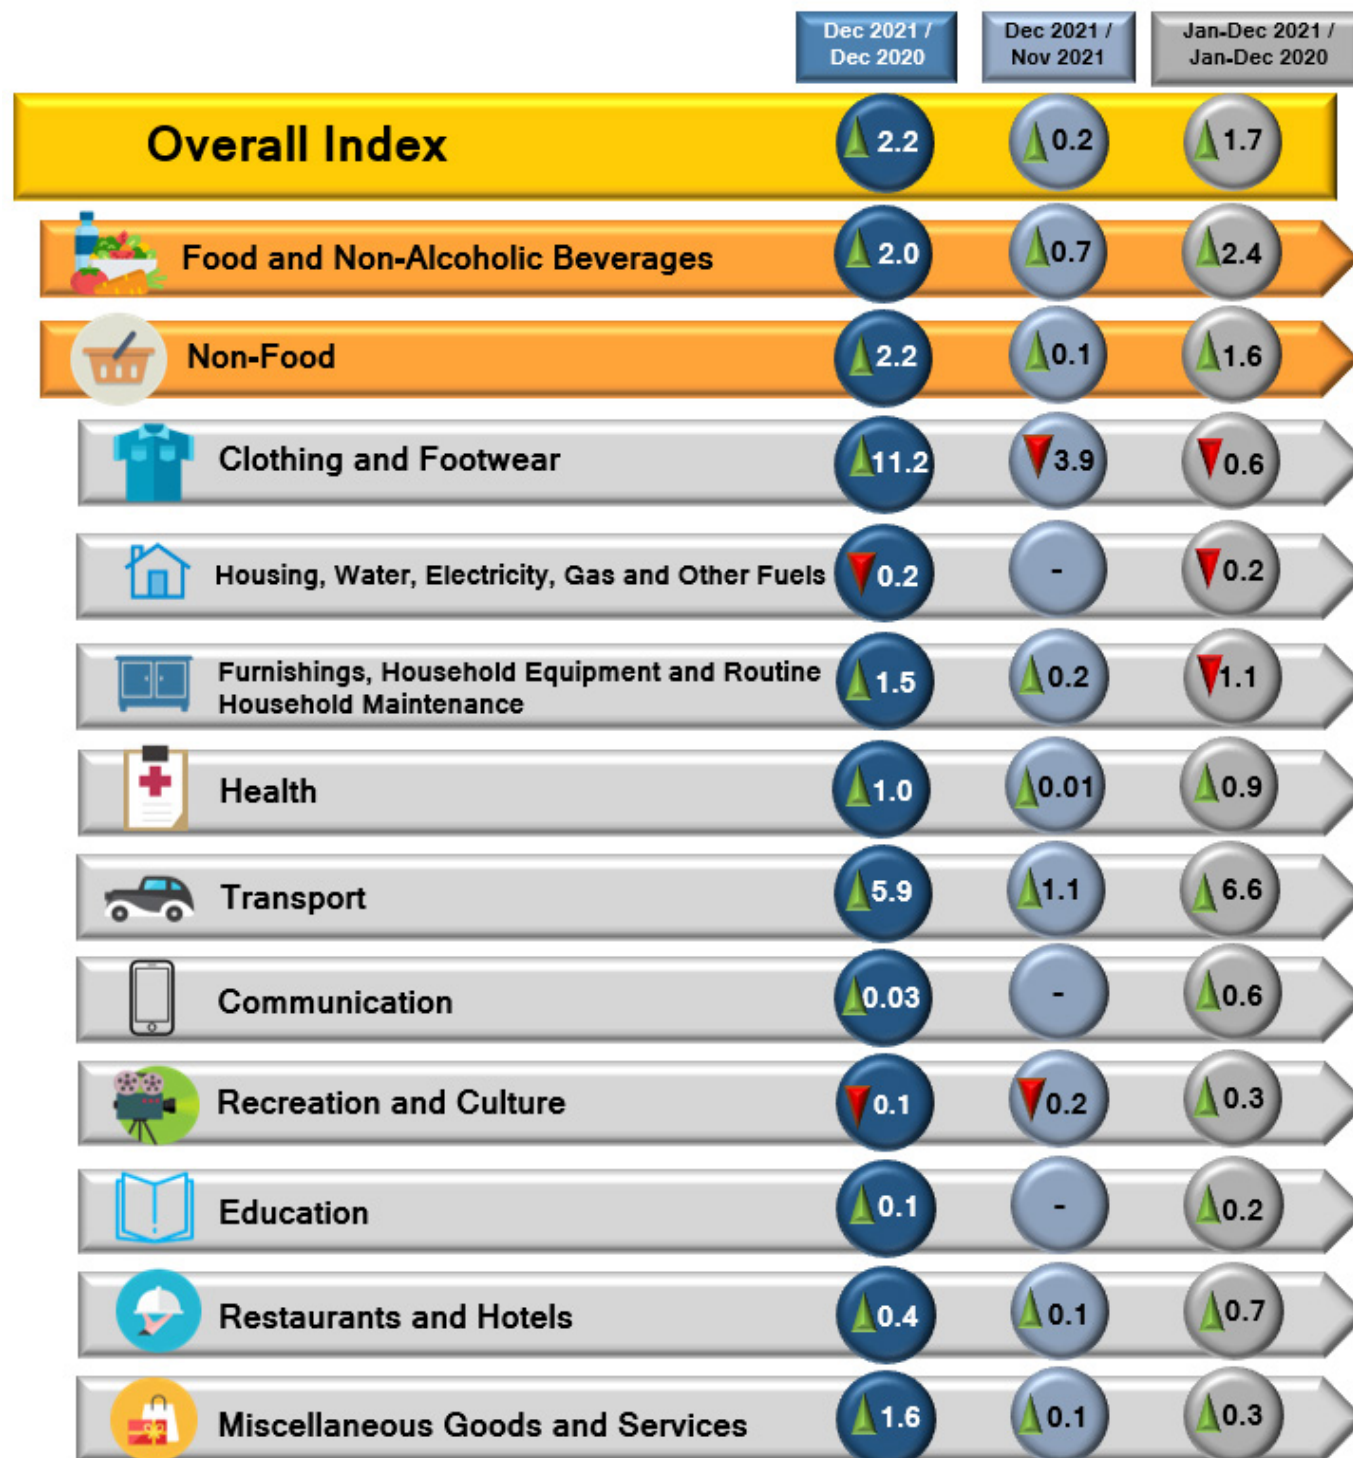 Dec 2021 /
Dec 2020
Dec 2021 /
Nov 2021
Jan-Dec 2021 /
Jan-Dec 2020
Overall Index 2.2 0.2 1.7
Food and Non-Alcoholic Beverages 2.0 0.7 2.4
Non-Food 2.2 0.1 1.6
Clothing and Footwear 11.2 3.9 0.6
Housing, Water, Electricity, Gas and Other Fuels 0.2 - 0.2
Furnishings, Household Equipment and Routine
Household Maintenance 1.5 0.2 1.1
Health 1.0 0.01 0.9
Transport 5.9 1.1 6.6
Communication 0.03 - 0.6
Recreation and Culture 0.1 0.2 0.3
Education 0.1 - 0.2
Restaurants and Hotels 0.4 0.1 0.7
Miscellaneous Goods and Services 1.6 0.1 0.3